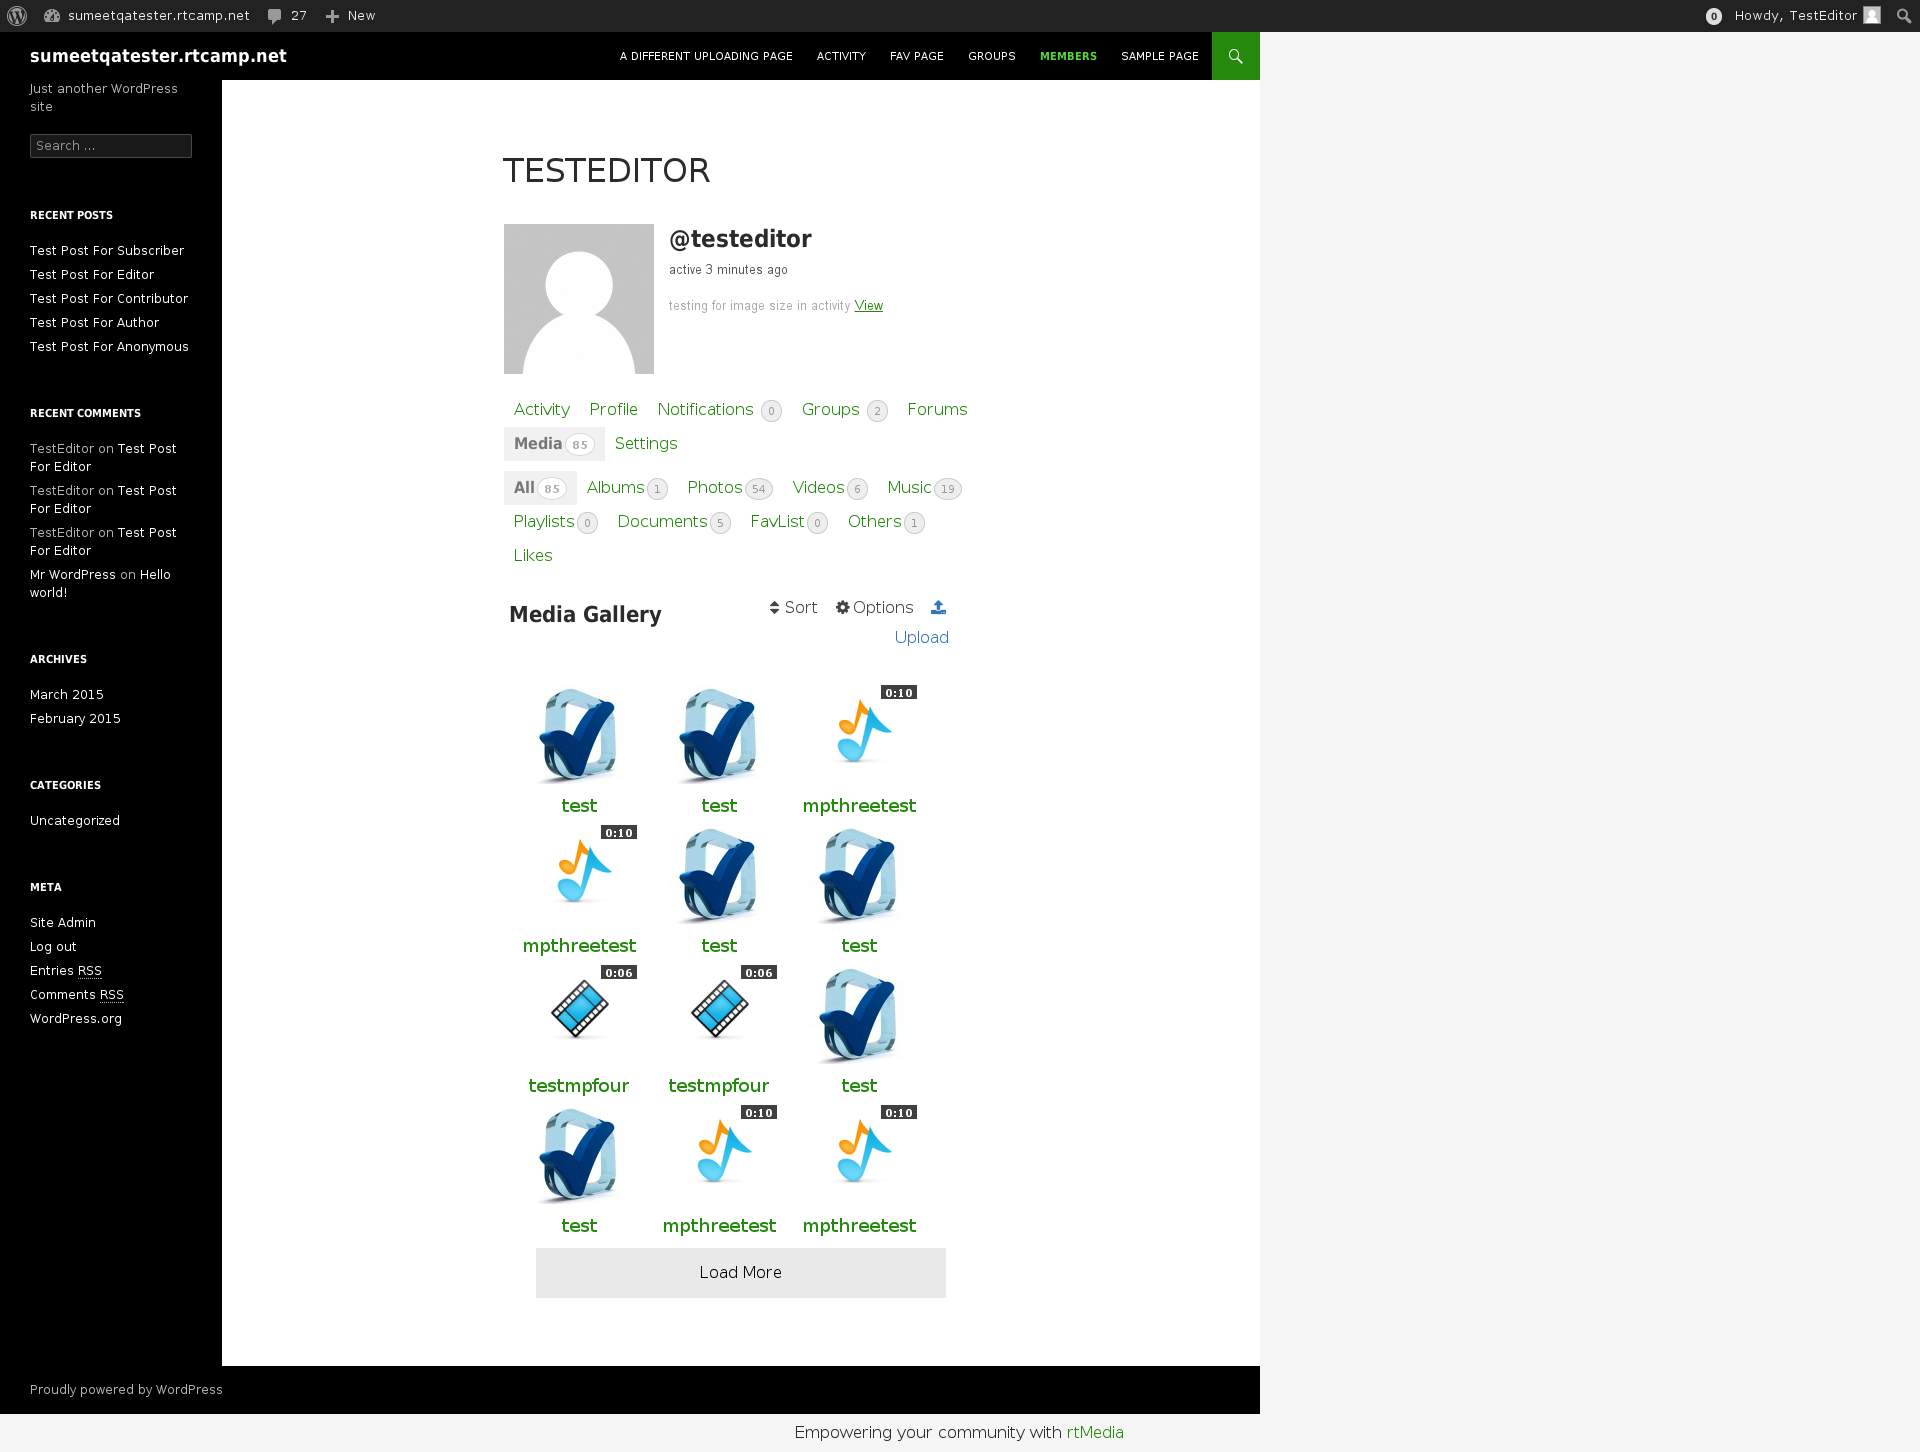 sumeetqatester.rtcamp.net 27 New 0 Howdy, TestEditor
sumeetqatester.rtcamp.net A DIFFERENT UPLOADING PAGE ACTIVITY FAV PAGE GROUPS MEMBERS SAMPLE PAGE
Just another WordPress
site
Search ...
RECENT POSTS
Test Post For Subscriber
Test Post For Editor
Test Post For Contributor
Test Post For Author
Test Post For Anonymous
RECENT COMMENTS
TestEditor on Test Post
For Editor
TestEditor on Test Post
For Editor
TestEditor on Test Post
For Editor
Mr WordPress on Hello
world!
ARCHIVES
March 2015
February 2015
CATEGORIES
Uncategorized
META
Site Admin
Log out
Entries RSS
Comments RSS
WordPress.org
TESTEDITOR
@testeditor
active 3 minutes ago
testing for image size in activity View
Activity Profile Notifications 0 Groups 2 Forums
Media 85 Settings
All 85 Albums 1 Photos 54 Videos 6 Music 19
Playlists 0 Documents 5 FavList 0 Others 1
Likes
Media Gallery Sort Options
Upload
0:10
test test mpthreetest
0:10
mpthreetest test test
0:06 0:06
testmpfour testmpfour test
0:10 0:10
test mpthreetest mpthreetest
Load More
Proudly powered by WordPress
Empowering your community with rtMedia